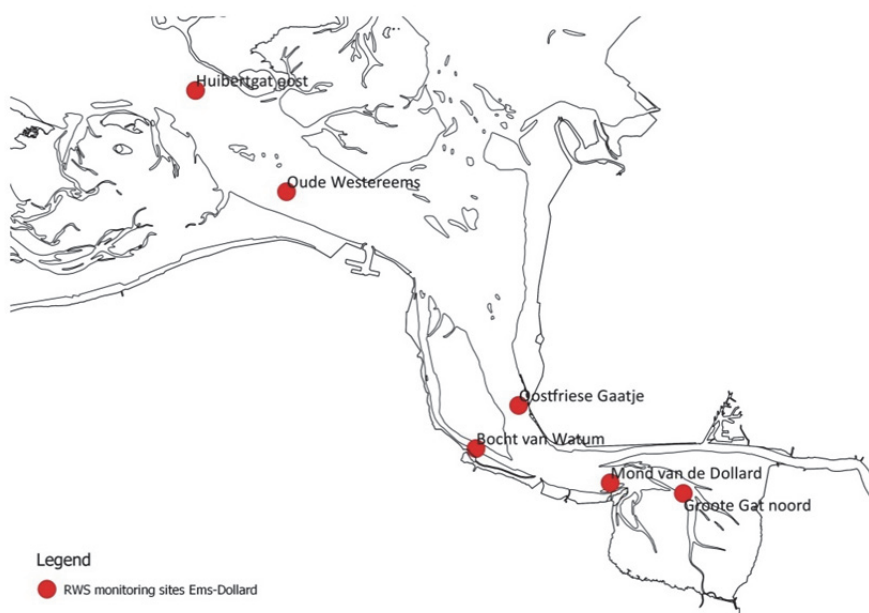 Huibertgat oost
Oude Westereems
Oostfriese Gaatje
Bocht van Watum
Mond van de Dollard
Groote Gat noord
Legend
RWS monitoring sites Ems-Dollard